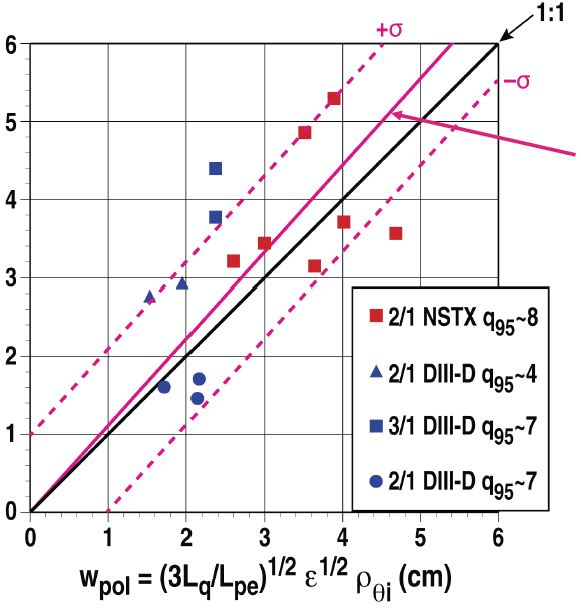 1:1
+σ
−σ
6
5
4
3
2
1
0
2/1 NSTX q95~8
2/1 DIII-D q95~4
3/1 DIII-D q95~7
2/1 DIII-D q95~7
0 1 2 3 4 5 6
wpol = (3Lq/Lpe)1/2 ε1/2 ρθi (cm)